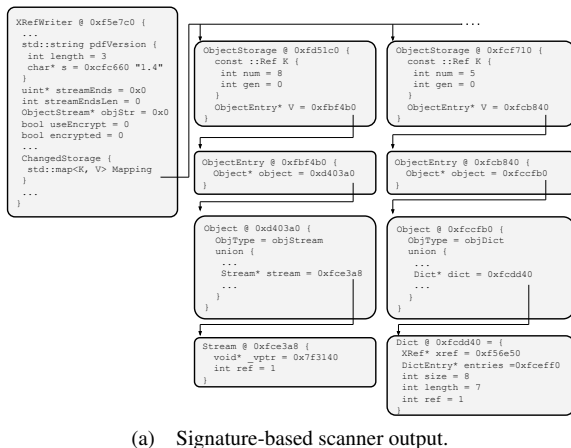 XRefWriter @ 0xf5e7c0 {
...
std::string pdfVersion {
int length = 3
char* s = 0xcfc660 "1.4"
}
uint* streamEnds = 0x0
int streamEndsLen = 0
ObjectStream* objStr = 0x0
bool useEncrypt = 0
bool encrypted = 0
...
ChangedStorage {
std::map<K, V> Mapping
}
...
}
....
ObjectStorage @ 0xfd51c0 {
const ::Ref K {
int num = 8
int gen = 0
}
ObjectEntry* V = 0xfbf4b0
}
ObjectStorage @ 0xfcf710 {
const ::Ref K {
int num = 5
int gen = 0
}
ObjectEntry* V = 0xfcb840
}
ObjectEntry @ 0xfbf4b0 {
Object* object = 0xd403a0
}
ObjectEntry @ 0xfcb840 {
Object* object = 0xfccfb0
}
Object @ 0xd403a0 {
ObjType = objStream
union {
...
Stream* stream = 0xfce3a8
...
}
}
Object @ 0xfccfb0 {
ObjType = objDict
union {
...
Dict* dict = 0xfcdd40
...
}
}
Stream @ 0xfce3a8 {
void* _vptr = 0x7f3140
int ref = 1
}
Dict @ 0xfcdd40 = {
XRef* xref = 0xf56e50
DictEntry* entries =0xfceff0
int size = 8
int length = 7
int ref = 1
}
(a) Signature-based scanner output.